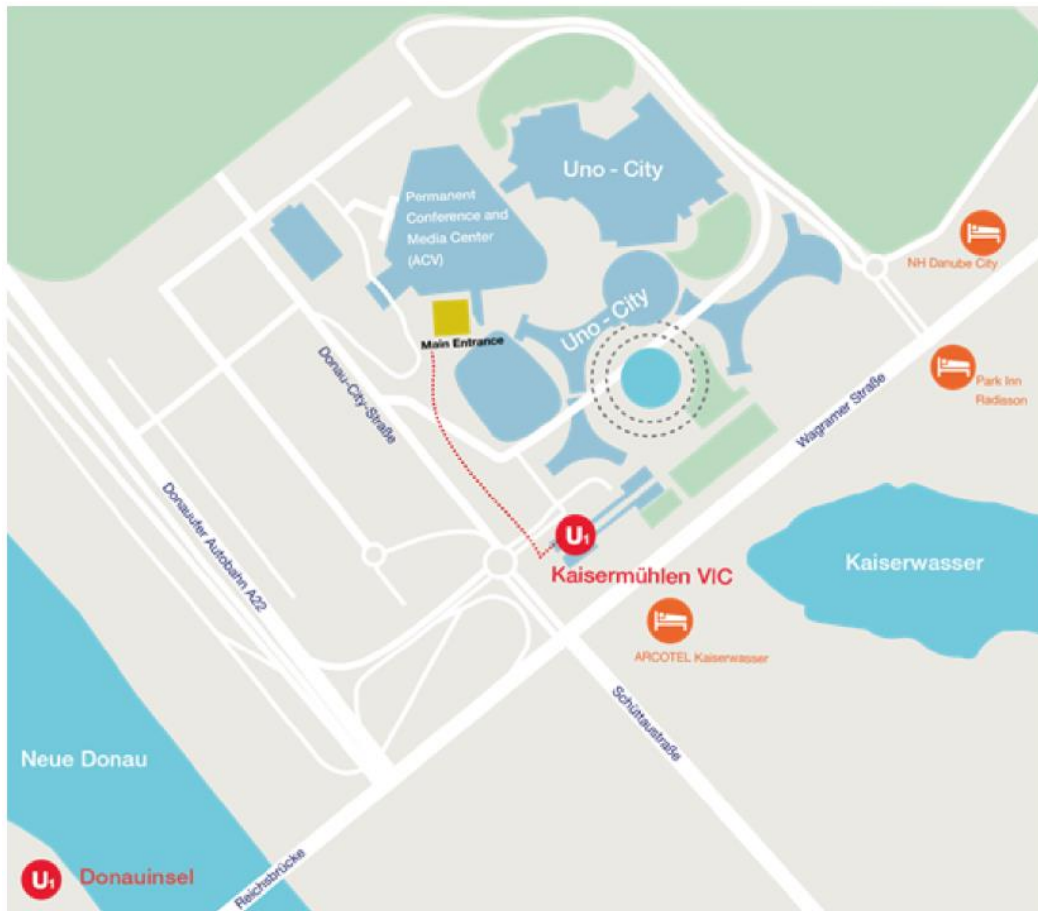 Uno - City
Permanent
Conference and
Media Center
(ACV)
NH Danube City
Uno - City
Main Entrance
Donau-City-Straße
Park Inn
Radisson
Wagramer Straße
Donauufer Autobahn A22
U1
Kaisermühlen VIC
Kaiserwasser
ARCOTEL Kaiserwasser
Schüttaustraße
Neue Donau
U1
Donauinsel
Reichsbrücke